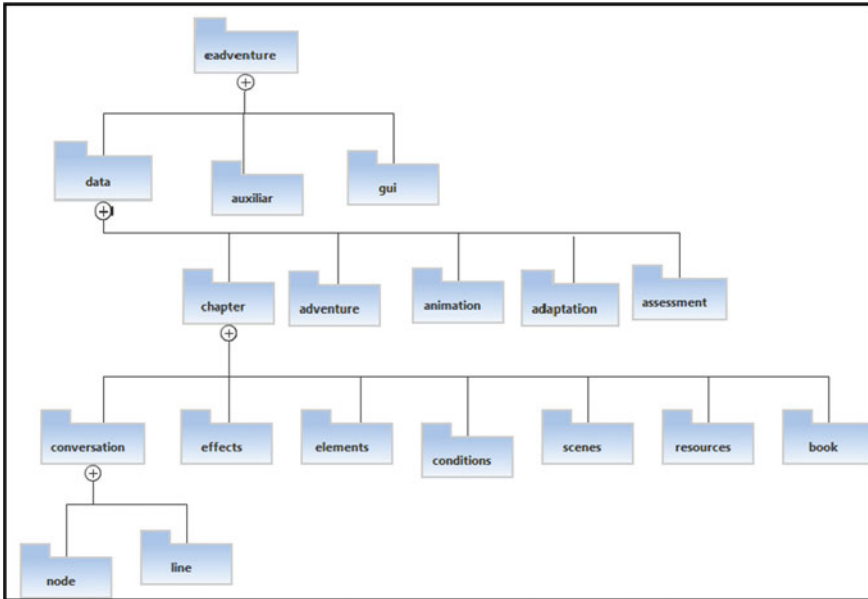 eadventure
data
auxiliar
gui
chapter
adventure
animation
adaptation
assessment
conversation
effects
elements
conditions
scenes
resources
book
node
line